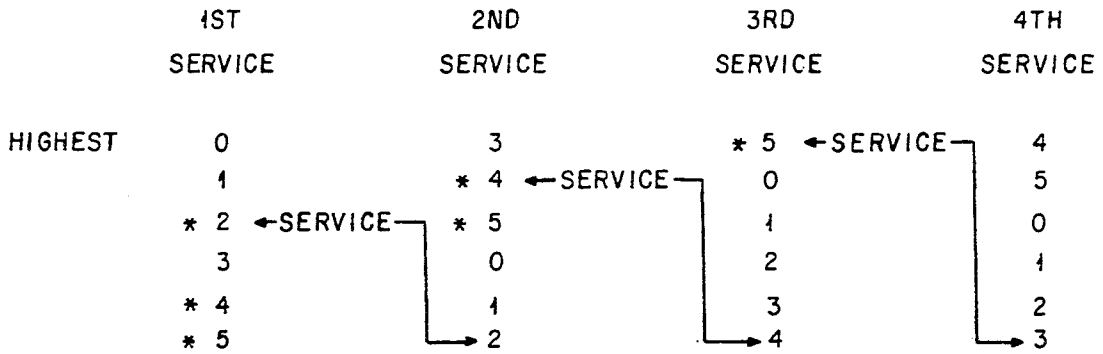 1ST 2ND 3RD 4TH
SERVICE SERVICE SERVICE SERVICE
HIGHEST 0 3 * 5 ←SERVICE 4
1 * 4 ←SERVICE 0 5
* 2 ←SERVICE * 5 1 0
3 0 2 1
* 4 1 3 2
* 5 2 4 3